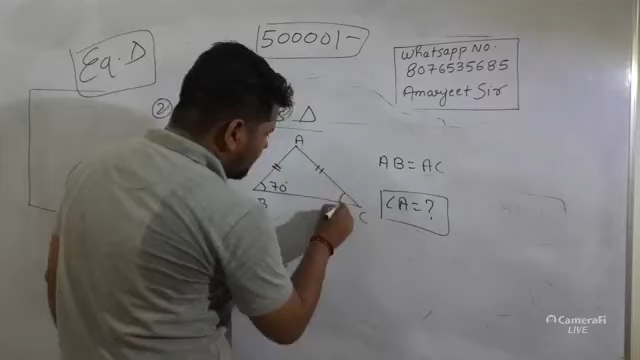 Eq. D
500001-
Whatsapp No.
8076535685
Amarjeet Sir
2
Δ
A
70°
B
C
AB = AC
∠A = ?
CameraFi
LIVE